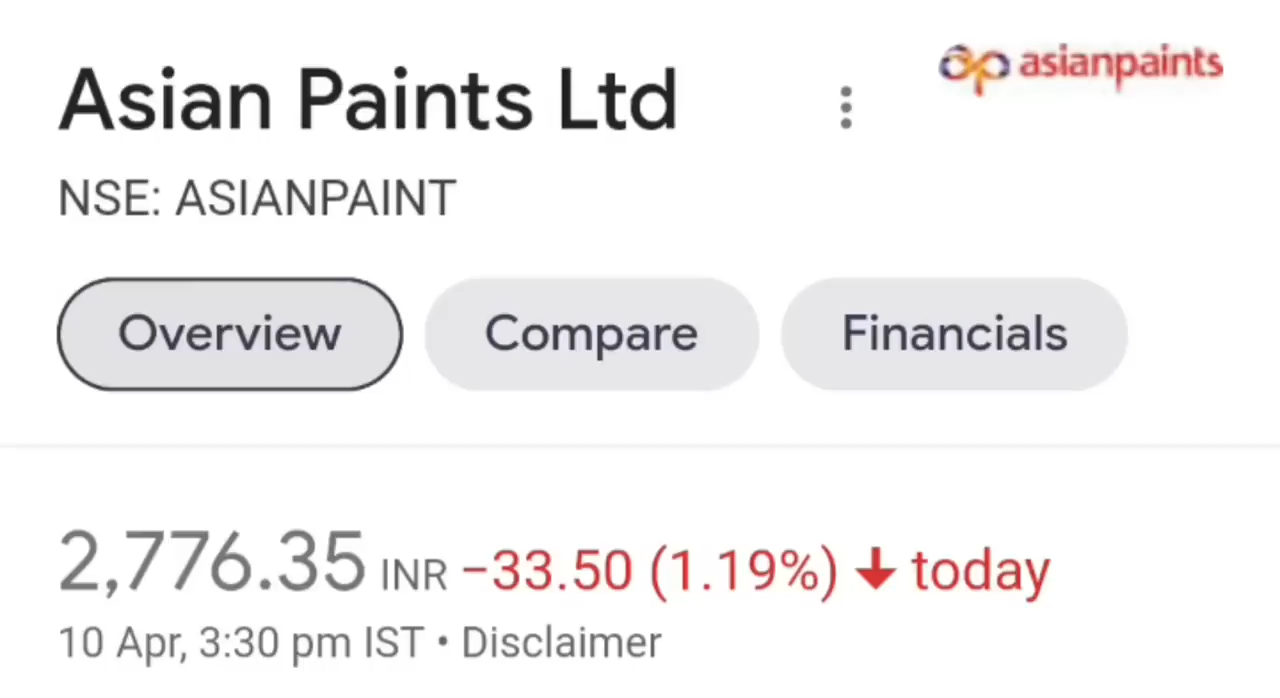 Asian Paints Ltd
asianpaints
NSE: ASIANPAINT
Overview
Compare
Financials
2,776.35 INR −33.50 (1.19%) ↓ today
10 Apr, 3:30 pm IST • Disclaimer